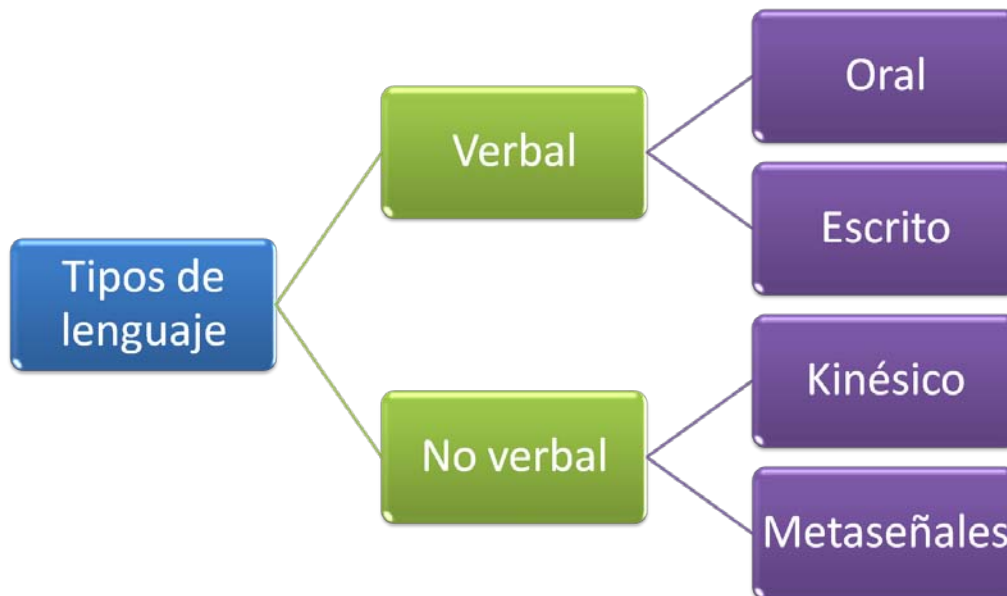 Tipos de
lenguaje
Verbal
Oral
Escrito
No verbal
Kinésico
Metaseñales